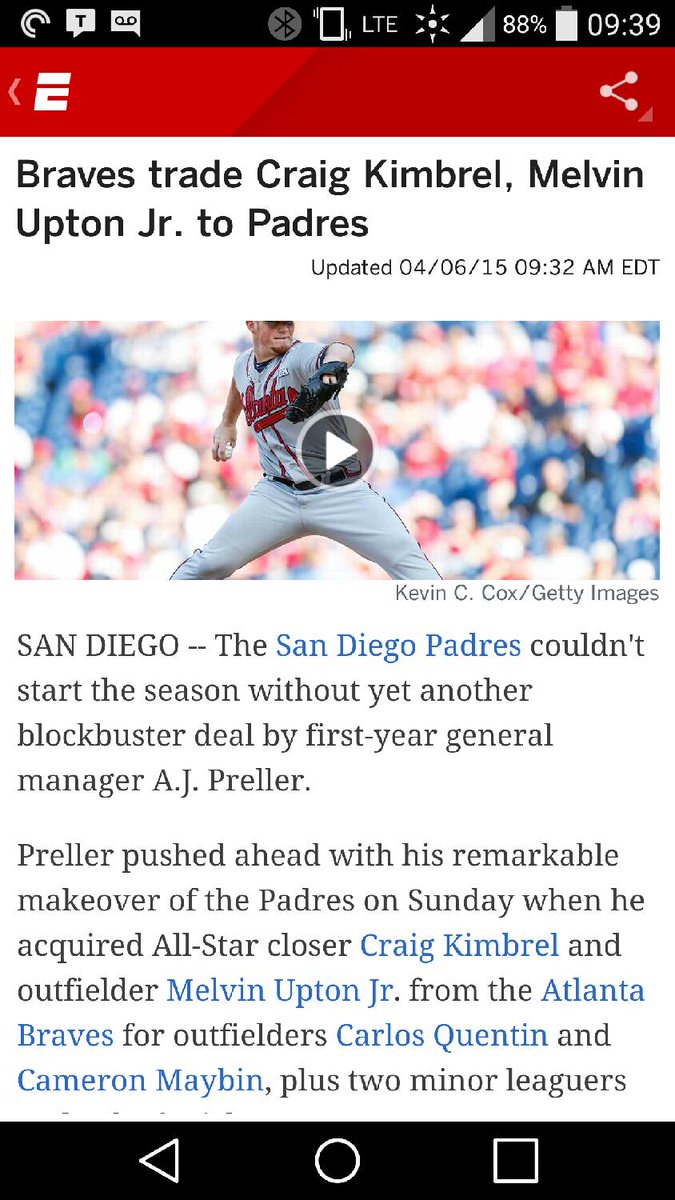 T
LTE
88%
09:39
E
Braves trade Craig Kimbrel, Melvin
Upton Jr. to Padres
Updated 04/06/15 09:32 AM EDT
Atlanta
Kevin C. Cox/Getty Images
SAN DIEGO -- The San Diego Padres couldn't
start the season without yet another
blockbuster deal by first-year general
manager A.J. Preller.
Preller pushed ahead with his remarkable
makeover of the Padres on Sunday when he
acquired All-Star closer Craig Kimbrel and
outfielder Melvin Upton Jr. from the Atlanta
Braves for outfielders Carlos Quentin and
Cameron Maybin, plus two minor leaguers